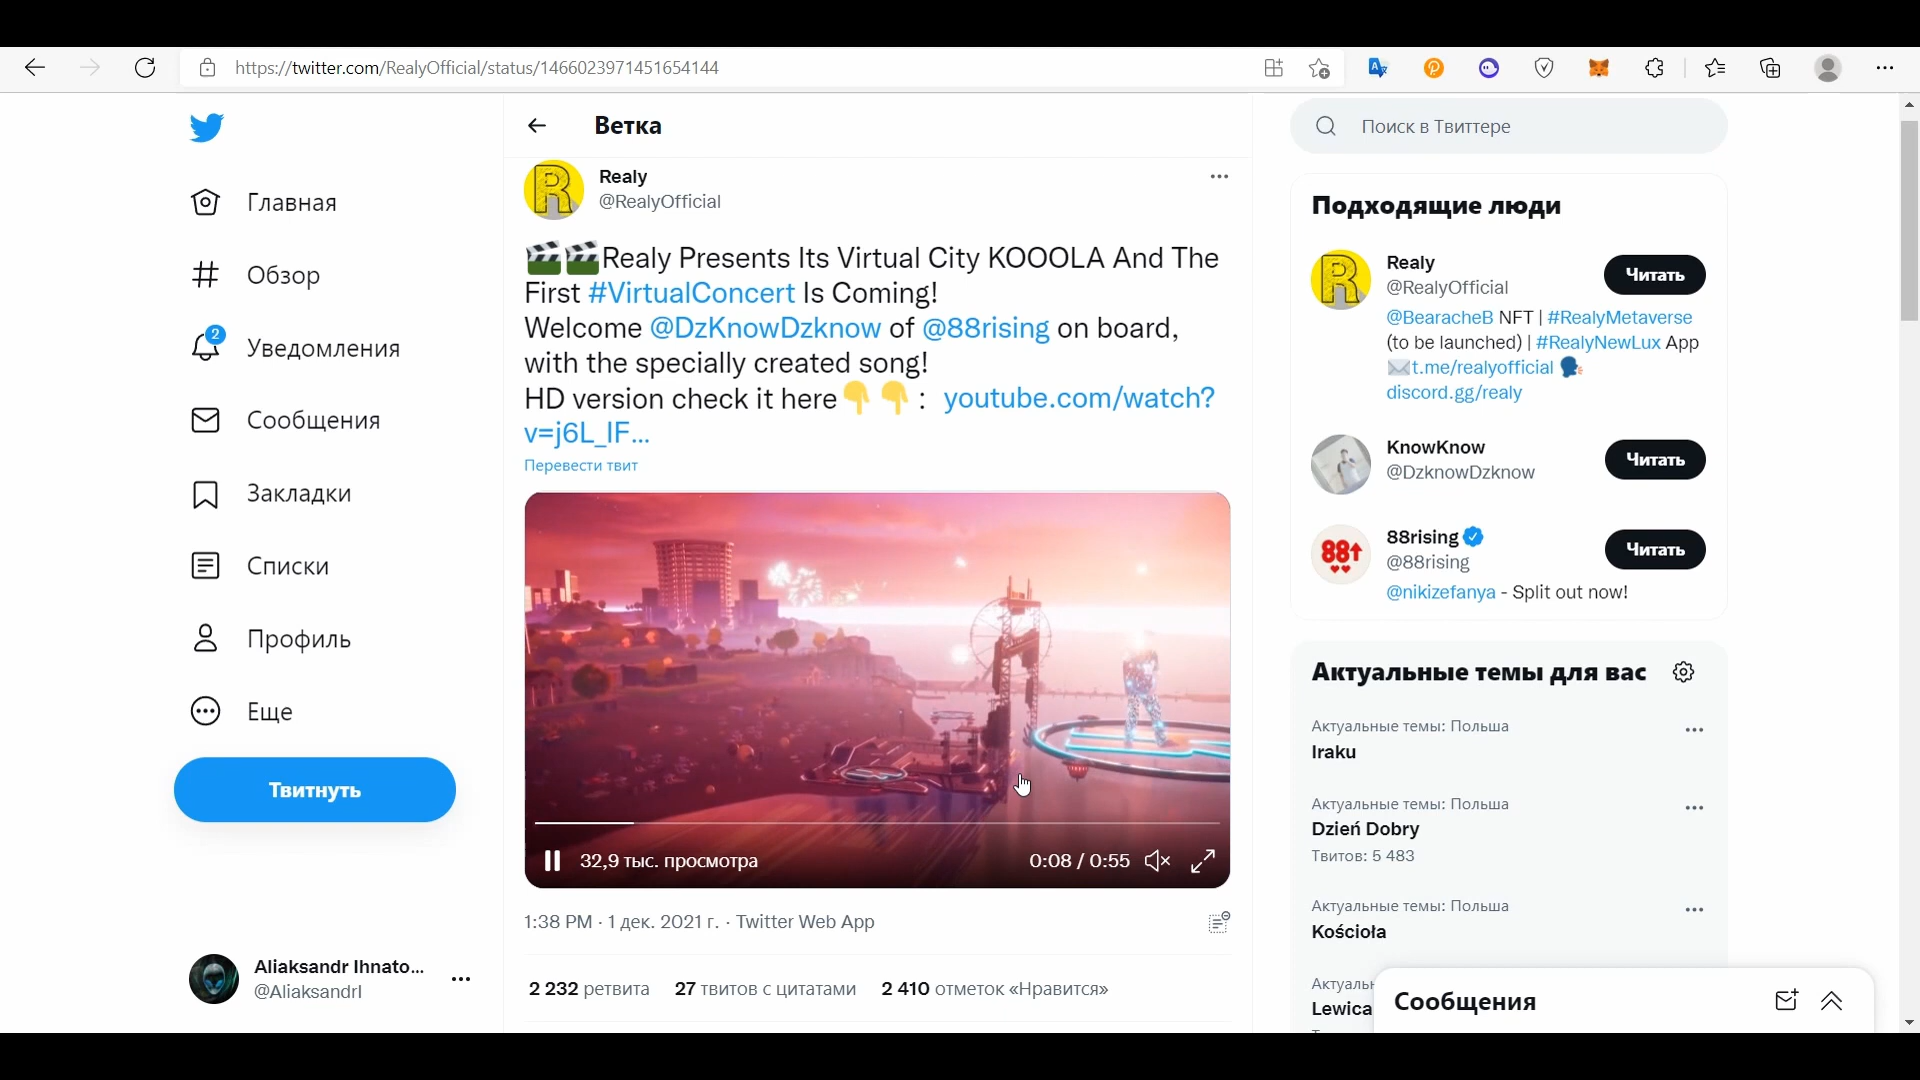 https://twitter.com/RealyOfficial/status/1466023971451654144
Главная
Обзор
2
Уведомления
Сообщения
Закладки
Списки
Профиль
Еще
Твитнуть
Aliaksandr Ihnato...
@AliaksandrI
Ветка
Realy
@RealyOfficial
🎬🎬Realy Presents Its Virtual City KOOOLA And The
First #VirtualConcert Is Coming!
Welcome @DzKnowDzknow of @88rising on board,
with the specially created song!
HD version check it here👇👇: youtube.com/watch?
v=j6L_IF...
Перевести твит
32,9 тыс. просмотра
0:08 / 0:55
1:38 PM · 1 дек. 2021 г. · Twitter Web App
2 232 ретвита 27 твитов с цитатами 2 410 отметок «Нравится»
Поиск в Твиттере
Подходящие люди
Realy
@RealyOfficial
Читать
@BearacheB NFT | #RealyMetaverse
(to be launched) | #RealyNewLux App
✉️t.me/realyofficial 🗣️
discord.gg/realy
KnowKnow
@DzknowDzknow
Читать
88rising
@88rising
Читать
@nikizefanya - Split out now!
Актуальные темы для вас
Актуальные темы: Польша
Iraku
Актуальные темы: Польша
Dzień Dobry
Твитов: 5 483
Актуальные темы: Польша
Kościoła
Lewica
Сообщения